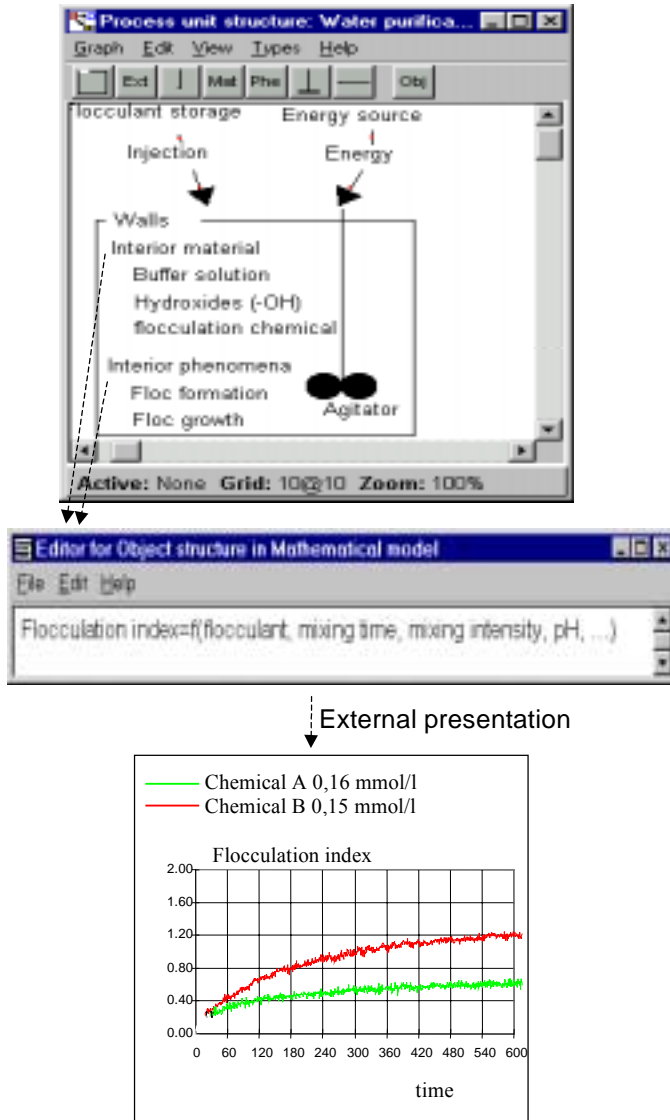 Process unit structure: Water purifica...
Graph Edit View Types Help
Ext Mat Phe Obj
flocculant storage Energy source
Injection Energy
Walls
Interior material
Buffer solution
Hydroxides (-OH)
flocculation chemical
Interior phenomena
Floc formation
Agitator
Floc growth
Active: None Grid: 10@10 Zoom: 100%
Editor for Object structure in Mathematical model
File Edit Help
Flocculation index=f(flocculant, mixing time, mixing intensity, pH, ...)
External presentation
Chemical A 0,16 mmol/l
Chemical B 0,15 mmol/l
Flocculation index
2.00
1.60
1.20
0.80
0.40
0.00
0 60 120 180 240 300 360 420 480 540 600
time